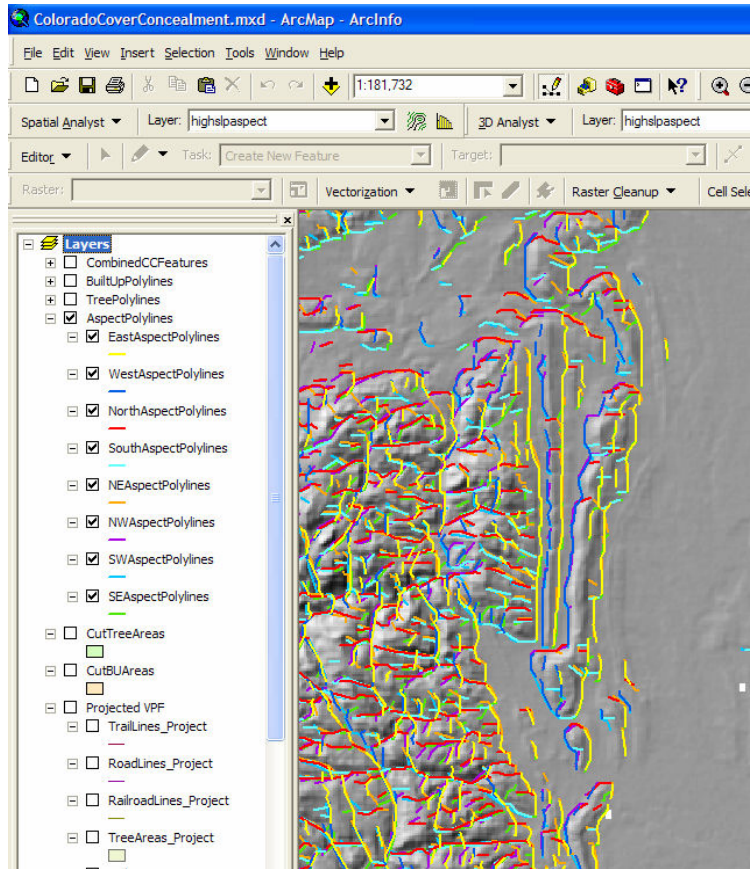 ColoradoCoverConcealment.mxd - ArcMap - ArcInfo
File Edit View Insert Selection Tools Window Help
1:181,732
Spatial Analyst Layer: highslpaspect 3D Analyst Layer: highslpaspect
Editor Task: Create New Feature Target:
Raster: Vectorization Raster Cleanup Cell Sele
Layers
CombinedCCFeatures
BuiltUpPolylines
TreePolylines
AspectPolylines
EastAspectPolylines
WestAspectPolylines
NorthAspectPolylines
SouthAspectPolylines
NEAspectPolylines
NWAspectPolylines
SWAspectPolylines
SEAspectPolylines
CutTreeAreas
CutBUAreas
Projected VPF
TrailLines_Project
RoadLines_Project
RailroadLines_Project
TreeAreas_Project